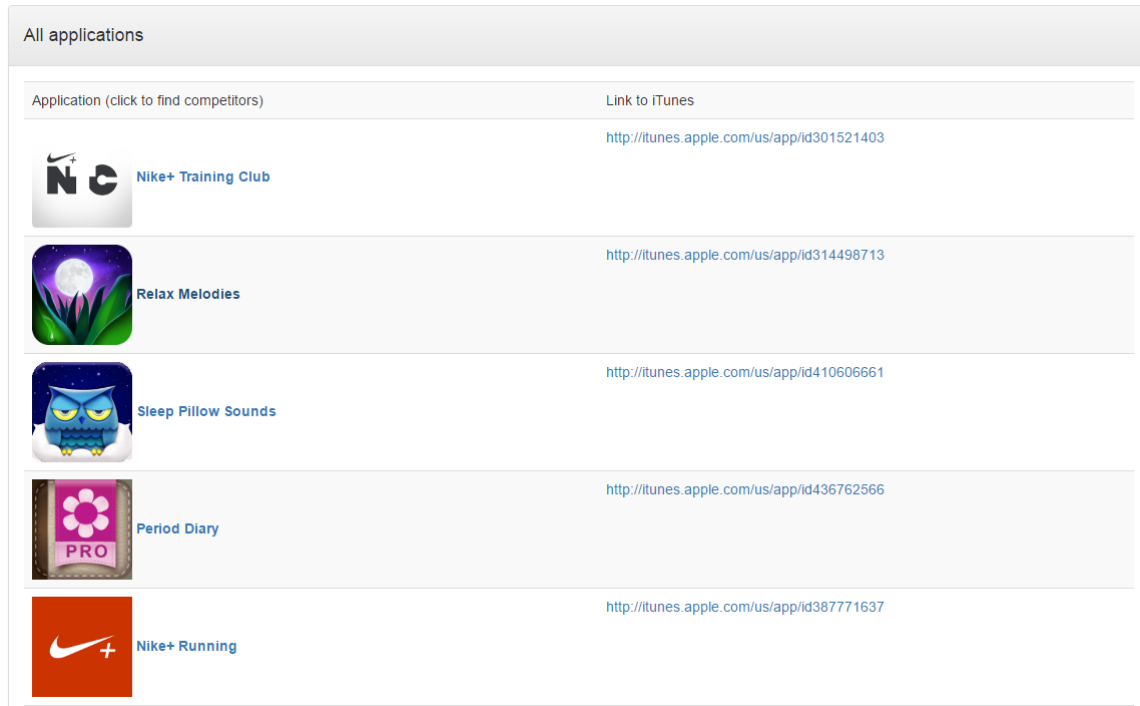 All applications
Application (click to find competitors) Link to iTunes
http://itunes.apple.com/us/app/id301521403
N C Nike+ Training Club
http://itunes.apple.com/us/app/id314498713
Relax Melodies
http://itunes.apple.com/us/app/id410606661
Sleep Pillow Sounds
http://itunes.apple.com/us/app/id436762566
Period Diary
PRO
http://itunes.apple.com/us/app/id387771637
Nike+ Running